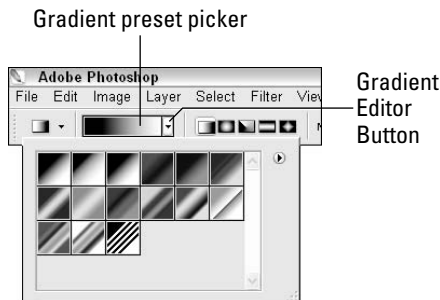 Gradient preset picker
Adobe Photoshop
File Edit Image Layer Select Filter View
Gradient
Editor
Button